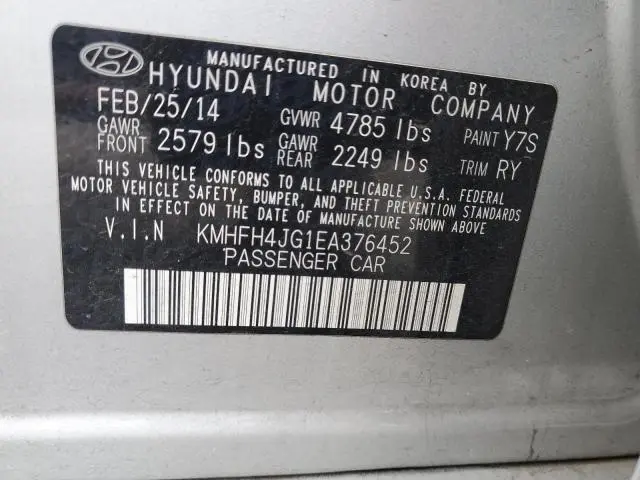 MANUFACTURED IN KOREA BY
HYUNDAI MOTOR COMPANY
FEB/25/14 GVWR 4785 lbs PAINT Y7S
GAWR FRONT 2579 lbs GAWR REAR 2249 lbs TRIM RY
THIS VEHICLE CONFORMS TO ALL APPLICABLE U.S.A. FEDERAL
MOTOR VEHICLE SAFETY, BUMPER, AND THEFT PREVENTION STANDARDS
IN EFFECT ON THE DATE OF MANUFACTURE SHOWN ABOVE
V.I.N KMHFH4JG1EA376452
PASSENGER CAR